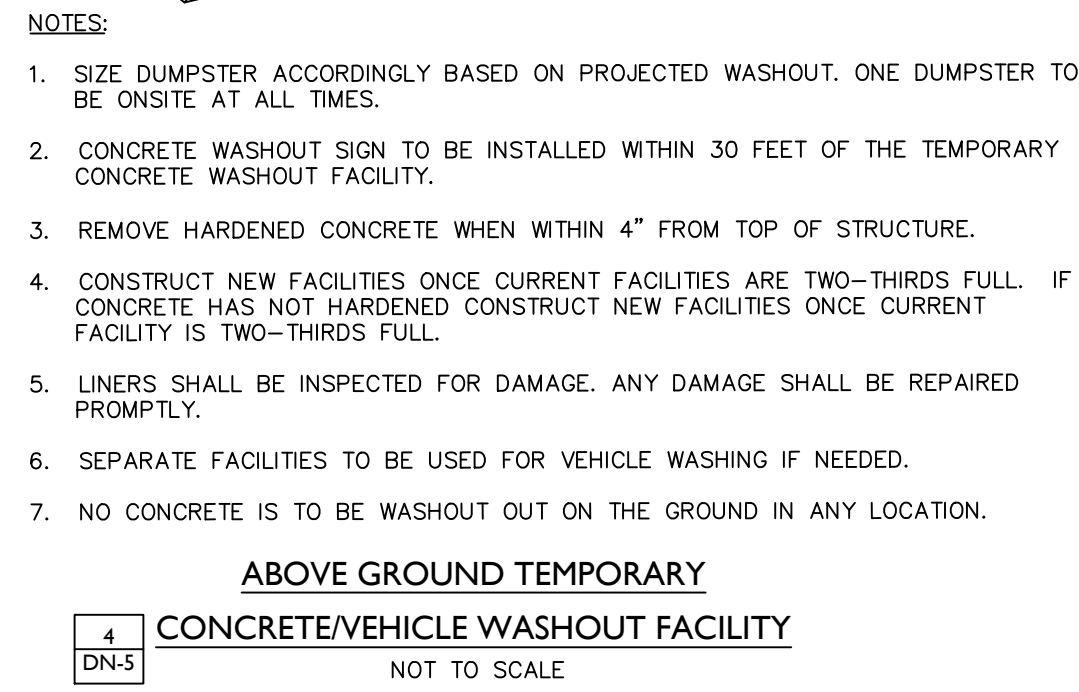 NOTES:
1. SIZE DUMPSTER ACCORDINGLY BASED ON PROJECTED WASHOUT. ONE DUMPSTER TO
BE ONSITE AT ALL TIMES.
2. CONCRETE WASHOUT SIGN TO BE INSTALLED WITHIN 30 FEET OF THE TEMPORARY
CONCRETE WASHOUT FACILITY.
3. REMOVE HARDENED CONCRETE WHEN WITHIN 4” FROM TOP OF STRUCTURE.
4. CONSTRUCT NEW FACILITIES ONCE CURRENT FACILITIES ARE TWO–THIRDS FULL. IF
CONCRETE HAS NOT HARDENED CONSTRUCT NEW FACILITIES ONCE CURRENT
FACILITY IS TWO–THIRDS FULL.
5. LINERS SHALL BE INSPECTED FOR DAMAGE. ANY DAMAGE SHALL BE REPAIRED
PROMPTLY.
6. SEPARATE FACILITIES TO BE USED FOR VEHICLE WASHING IF NEEDED.
7. NO CONCRETE IS TO BE WASHOUT OUT ON THE GROUND IN ANY LOCATION.
ABOVE GROUND TEMPORARY
4
DN-5
CONCRETE/VEHICLE WASHOUT FACILITY
NOT TO SCALE